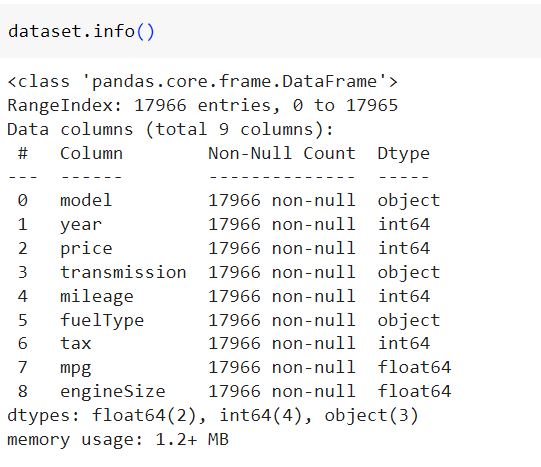 dataset.info()
<class 'pandas.core.frame.DataFrame'>
RangeIndex: 17966 entries, 0 to 17965
Data columns (total 9 columns):
 #   Column        Non-Null Count  Dtype
---  ------        --------------  -----
 0   model         17966 non-null  object
 1   year          17966 non-null  int64
 2   price         17966 non-null  int64
 3   transmission  17966 non-null  object
 4   mileage       17966 non-null  int64
 5   fuelType      17966 non-null  object
 6   tax           17966 non-null  int64
 7   mpg           17966 non-null  float64
 8   engineSize    17966 non-null  float64
dtypes: float64(2), int64(4), object(3)
memory usage: 1.2+ MB